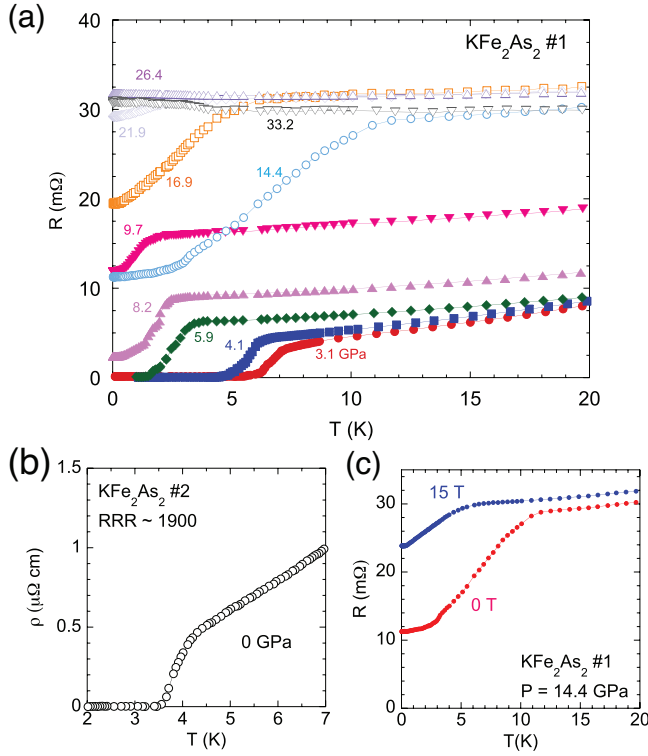 (a)
40
30
20
10
0
R (mΩ)
KFe2As2 #1
26.4
21.9
33.2
16.9
14.4
9.7
8.2
5.9
4.1
3.1 GPa
0 5 10 15 20
T (K)
(b)
1.5
1
0.5
0
ρ (μΩ cm)
KFe2As2 #2
RRR ~ 1900
0 GPa
2 3 4 5 6 7
T (K)
(c)
40
30
20
10
0
R (mΩ)
15 T
0 T
KFe2As2 #1
P = 14.4 GPa
0 5 10 15 20
T(K)